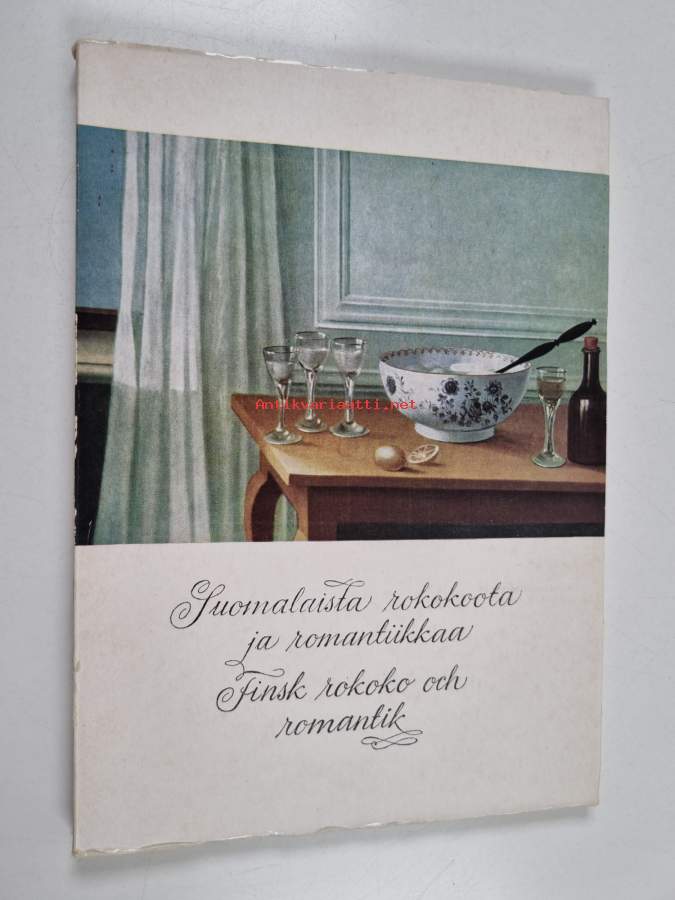 Antikvariaatti.net
Suomalaista rokokoota
ja romantiikkaa
Finsk rokoko och
romantik